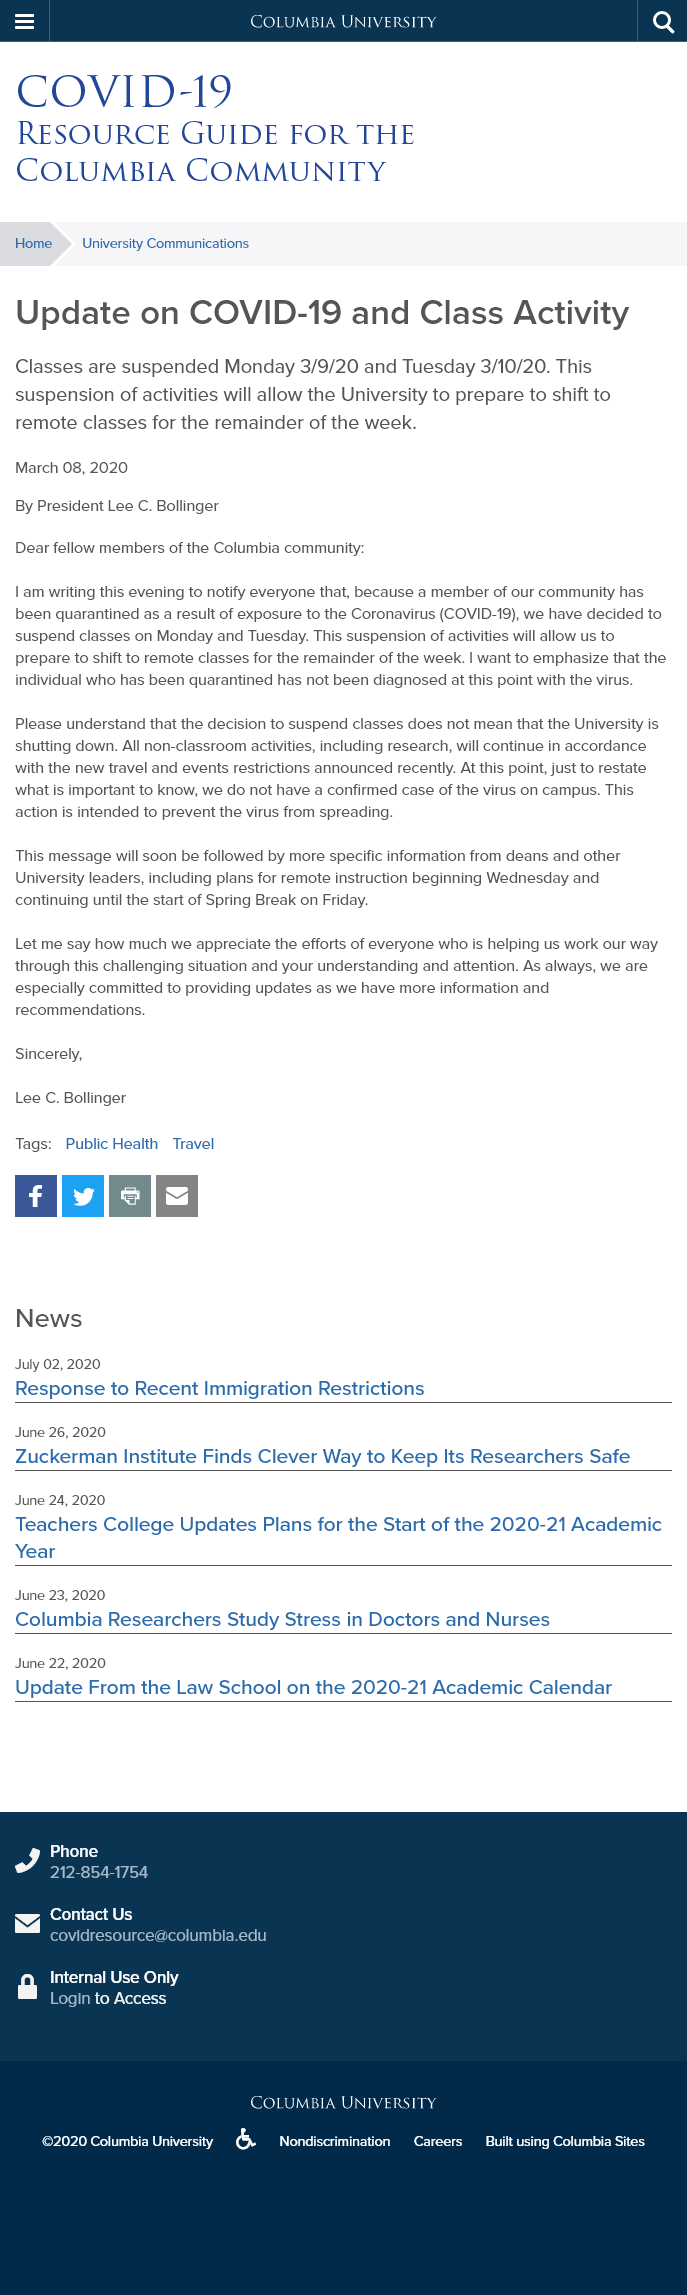 Columbia University
COVID-19
Resource Guide for the
Columbia Community
Home University Communications
Update on COVID-19 and Class Activity
Classes are suspended Monday 3/9/20 and Tuesday 3/10/20. This
suspension of activities will allow the University to prepare to shift to
remote classes for the remainder of the week.
March 08, 2020
By President Lee C. Bollinger
Dear fellow members of the Columbia community:
I am writing this evening to notify everyone that, because a member of our community has
been quarantined as a result of exposure to the Coronavirus (COVID-19), we have decided to
suspend classes on Monday and Tuesday. This suspension of activities will allow us to
prepare to shift to remote classes for the remainder of the week. I want to emphasize that the
individual who has been quarantined has not been diagnosed at this point with the virus.
Please understand that the decision to suspend classes does not mean that the University is
shutting down. All non-classroom activities, including research, will continue in accordance
with the new travel and events restrictions announced recently. At this point, just to restate
what is important to know, we do not have a confirmed case of the virus on campus. This
action is intended to prevent the virus from spreading.
This message will soon be followed by more specific information from deans and other
University leaders, including plans for remote instruction beginning Wednesday and
continuing until the start of Spring Break on Friday.
Let me say how much we appreciate the efforts of everyone who is helping us work our way
through this challenging situation and your understanding and attention. As always, we are
especially committed to providing updates as we have more information and
recommendations.
Sincerely,
Lee C. Bollinger
Tags: Public Health Travel
News
July 02, 2020
Response to Recent Immigration Restrictions
June 26, 2020
Zuckerman Institute Finds Clever Way to Keep Its Researchers Safe
June 24, 2020
Teachers College Updates Plans for the Start of the 2020-21 Academic
Year
June 23, 2020
Columbia Researchers Study Stress in Doctors and Nurses
June 22, 2020
Update From the Law School on the 2020-21 Academic Calendar
Phone
212-854-1754
Contact Us
covidresource@columbia.edu
Internal Use Only
Login to Access
Columbia University
©2020 Columbia University Nondiscrimination Careers Built using Columbia Sites